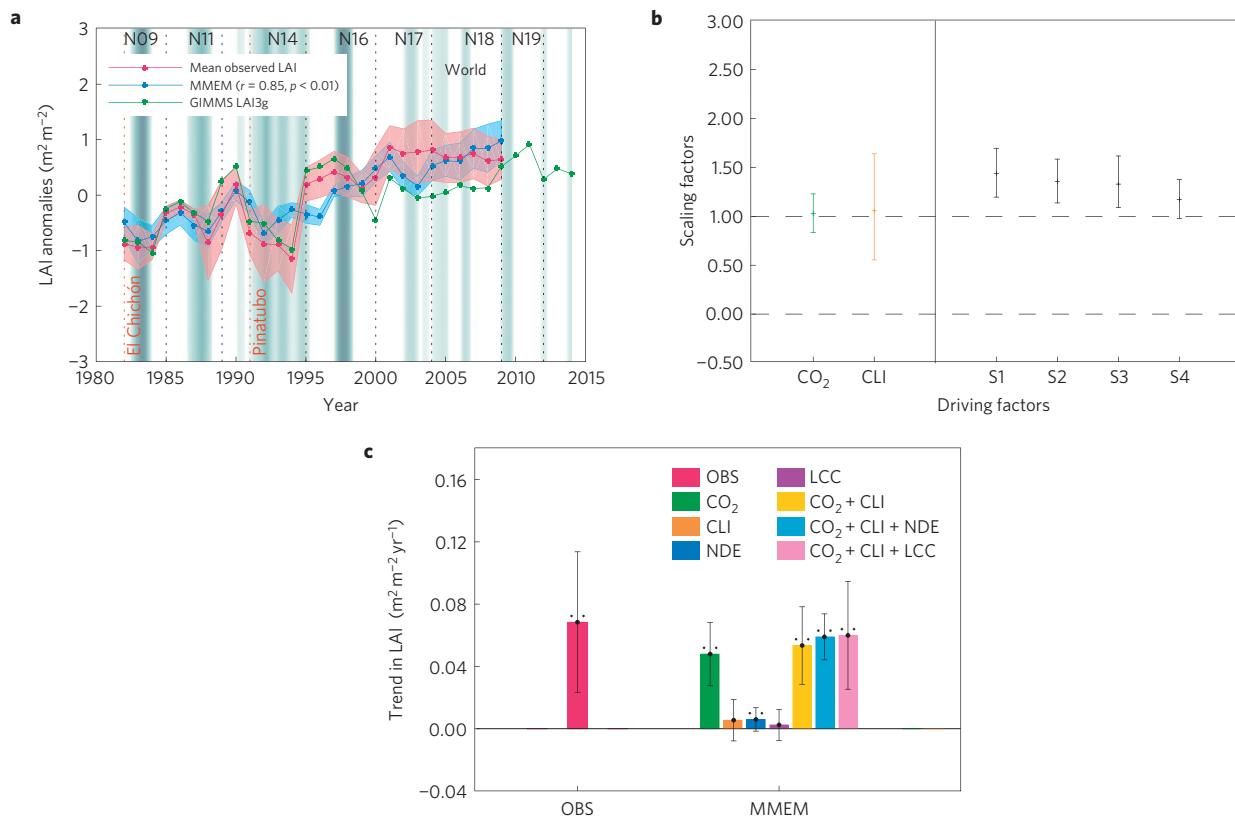 a
N09 N11 N14 N16 N17 N18 N19
World
Mean observed LAI
MMEM (r = 0.85, p < 0.01)
GIMMS LAI3g
El Chichón
Pinatubo
LAI anomalies (m² m⁻²)
3
2
1
0
−1
−2
−3
1980 1985 1990 1995 2000 2005 2010 2015
Year
b
Scaling factors
3.00
2.50
2.00
1.50
1.00
0.50
0.00
−0.50
CO₂ CLI S1 S2 S3 S4
Driving factors
c
Trend in LAI (m² m⁻² yr⁻¹)
0.16
0.12
0.08
0.04
0.00
−0.04
OBS LCC
CO₂ CO₂ + CLI
CLI CO₂ + CLI + NDE
NDE CO₂ + CLI + LCC
OBS MMEM